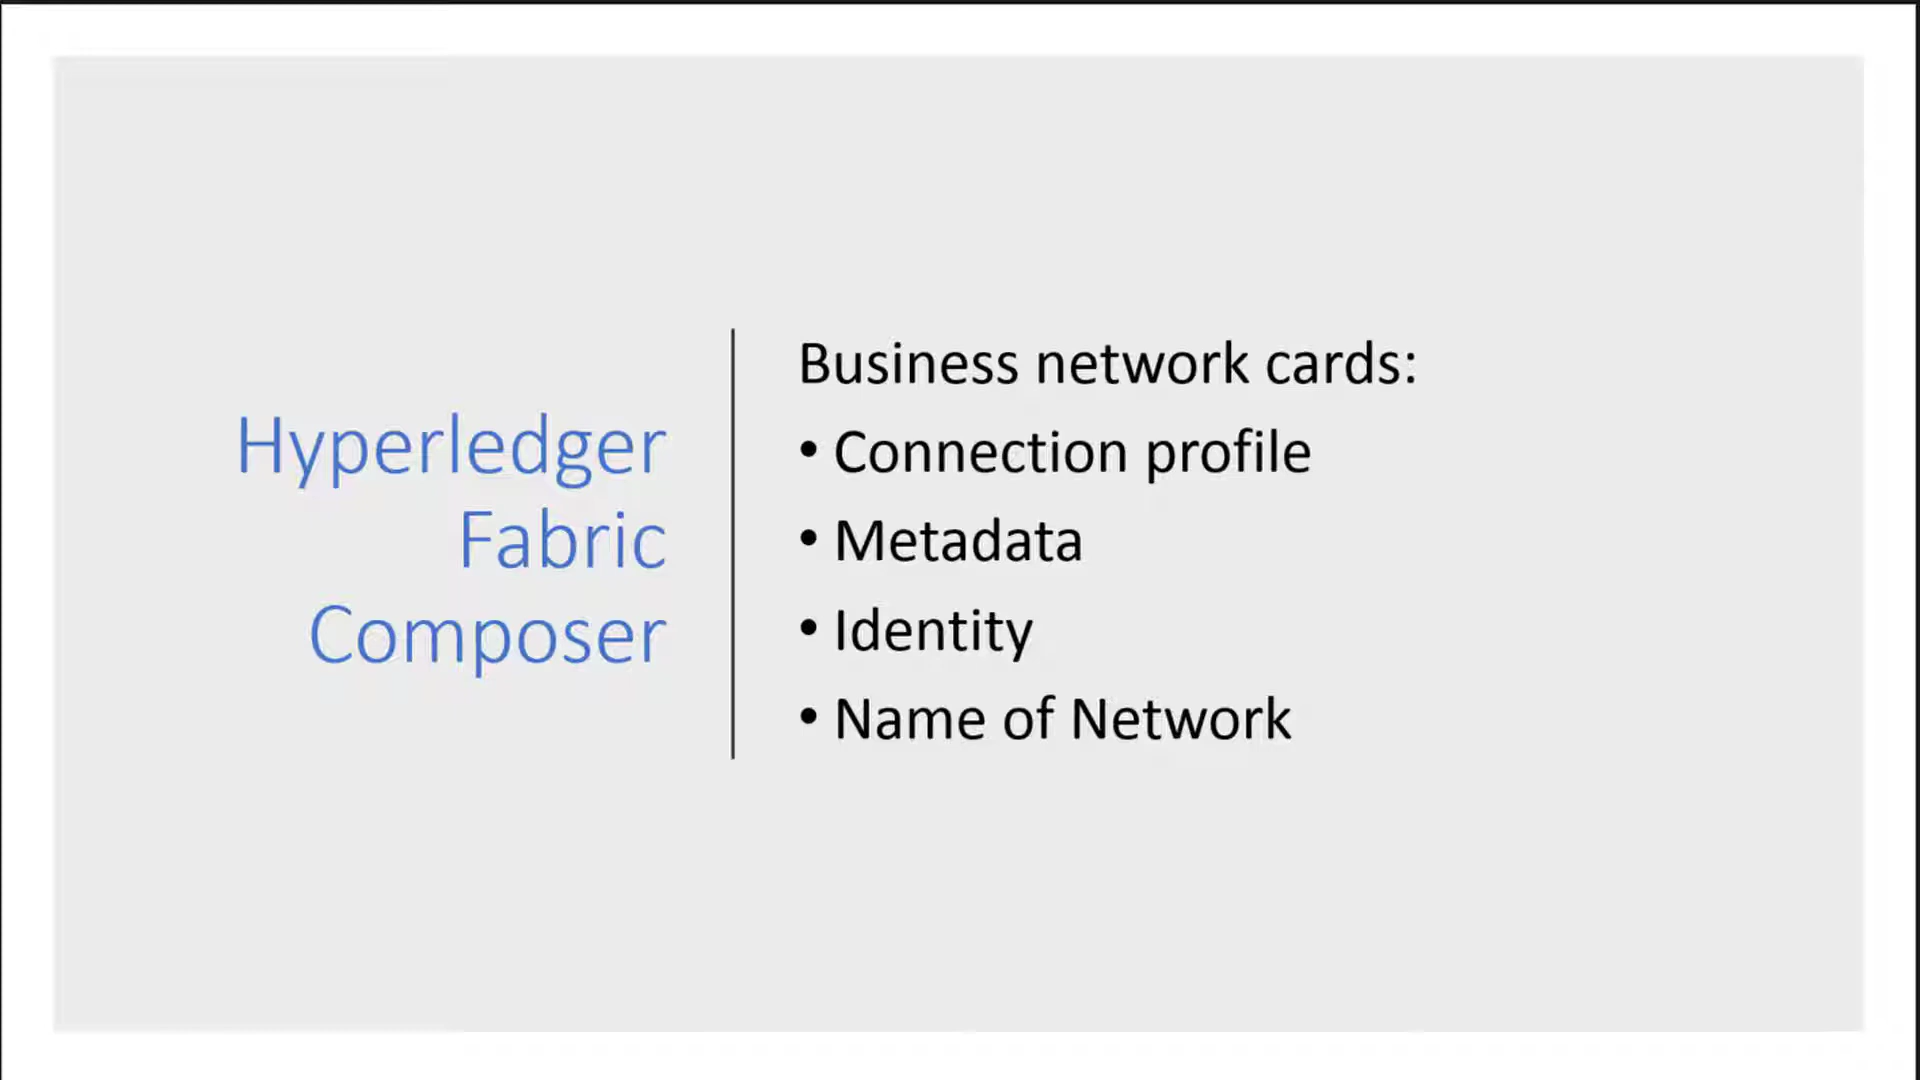 Hyperledger
Fabric
Composer
Business network cards:
• Connection profile
• Metadata
• Identity
• Name of Network